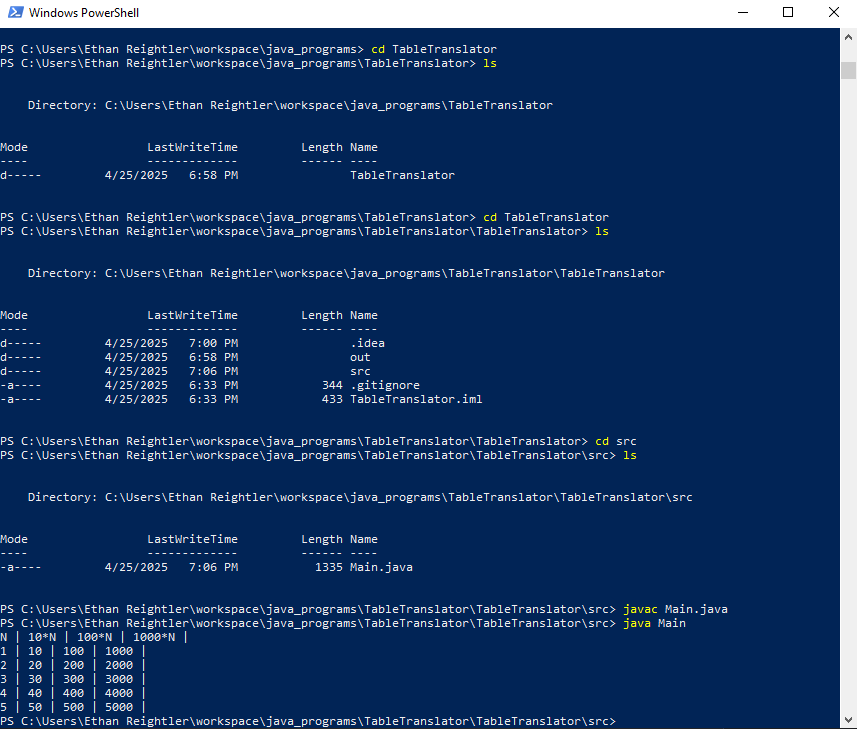 Windows PowerShell
PS C:\Users\Ethan Reightler\workspace\java_programs> cd TableTranslator
PS C:\Users\Ethan Reightler\workspace\java_programs\TableTranslator> ls
    Directory: C:\Users\Ethan Reightler\workspace\java_programs\TableTranslator
Mode                 LastWriteTime         Length Name
----                 -------------         ------ ----
d-----         4/25/2025   6:58 PM                TableTranslator
PS C:\Users\Ethan Reightler\workspace\java_programs\TableTranslator> cd TableTranslator
PS C:\Users\Ethan Reightler\workspace\java_programs\TableTranslator\TableTranslator> ls
    Directory: C:\Users\Ethan Reightler\workspace\java_programs\TableTranslator\TableTranslator
Mode                 LastWriteTime         Length Name
----                 -------------         ------ ----
d-----         4/25/2025   7:00 PM                .idea
d-----         4/25/2025   6:58 PM                out
d-----         4/25/2025   7:06 PM                src
-a----         4/25/2025   6:33 PM            344 .gitignore
-a----         4/25/2025   6:33 PM            433 TableTranslator.iml
PS C:\Users\Ethan Reightler\workspace\java_programs\TableTranslator\TableTranslator> cd src
PS C:\Users\Ethan Reightler\workspace\java_programs\TableTranslator\TableTranslator\src> ls
    Directory: C:\Users\Ethan Reightler\workspace\java_programs\TableTranslator\TableTranslator\src
Mode                 LastWriteTime         Length Name
----                 -------------         ------ ----
-a----         4/25/2025   7:06 PM           1335 Main.java
PS C:\Users\Ethan Reightler\workspace\java_programs\TableTranslator\TableTranslator\src> javac Main.java
PS C:\Users\Ethan Reightler\workspace\java_programs\TableTranslator\TableTranslator\src> java Main
N | 10*N | 100*N | 1000*N |
1 | 10 | 100 | 1000 |
2 | 20 | 200 | 2000 |
3 | 30 | 300 | 3000 |
4 | 40 | 400 | 4000 |
5 | 50 | 500 | 5000 |
PS C:\Users\Ethan Reightler\workspace\java_programs\TableTranslator\TableTranslator\src>